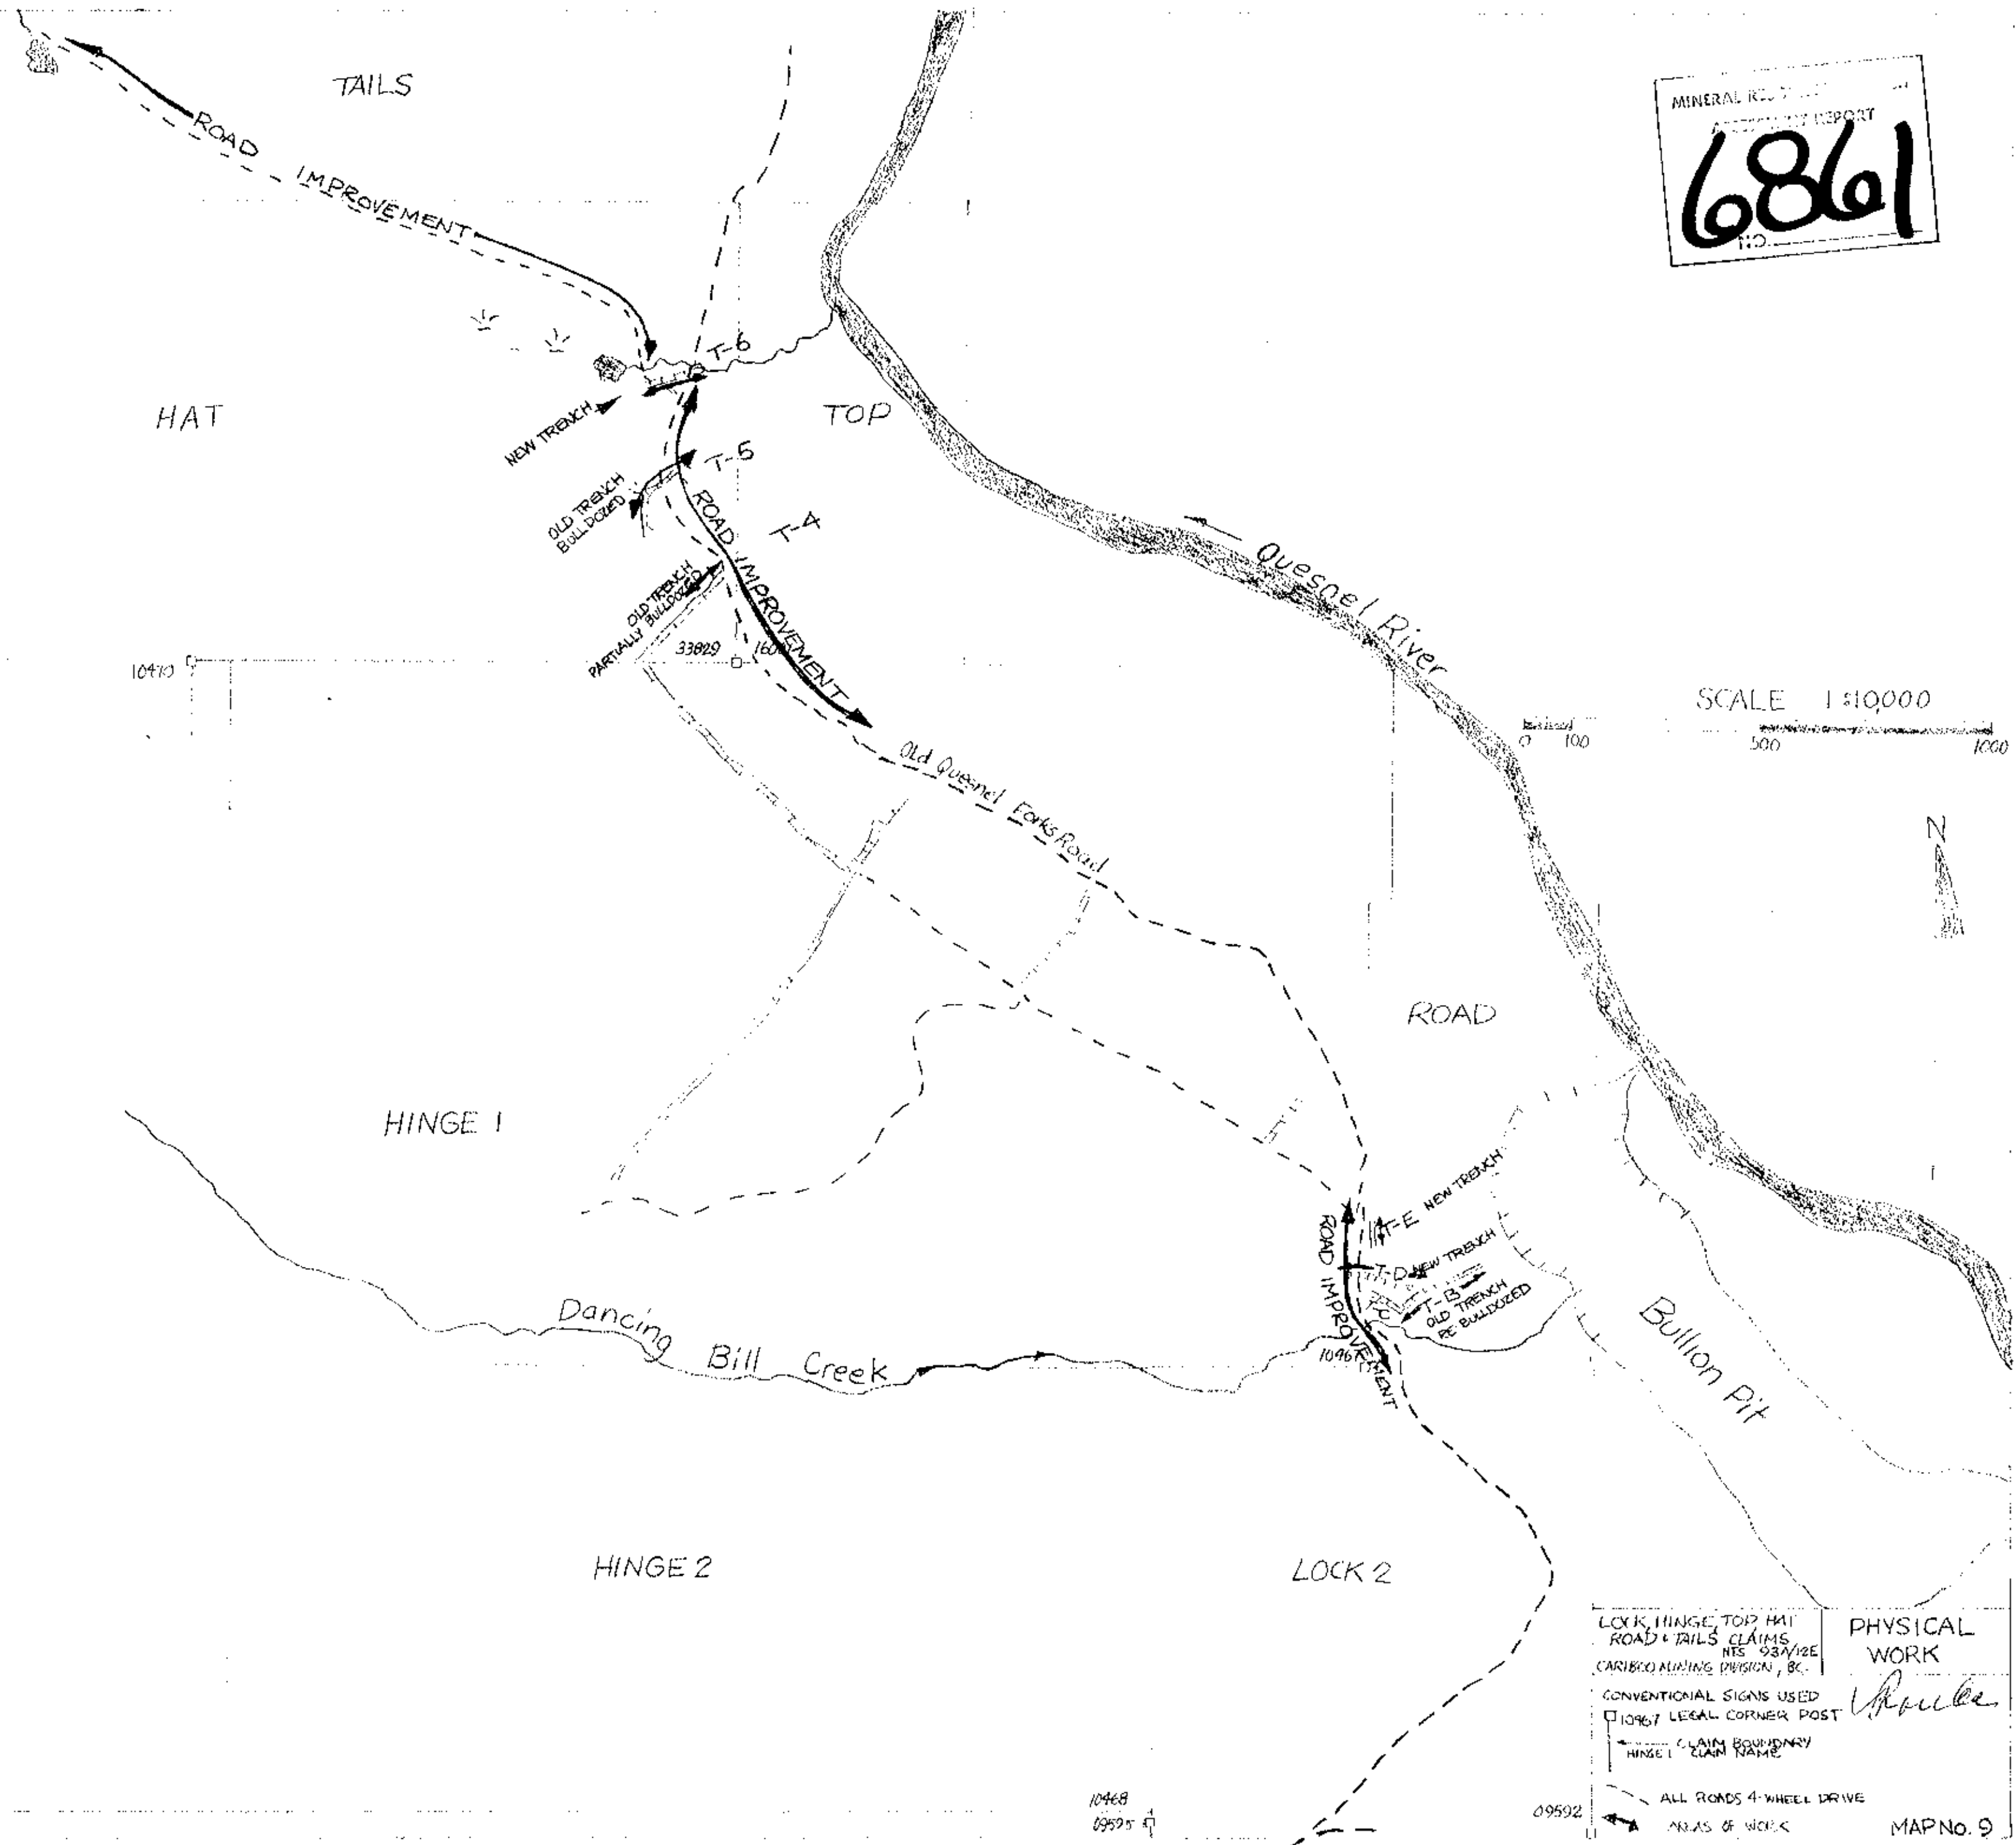 TAILS
MINERAL
REPORT
6861
NO.
ROAD IMPROVEMENT
T-6
HAT
TOP
NEW TRENCH
T-5
OLD TRENCH
BULLDOZED
T-4
ROAD IMPROVEMENT
Quesnel River
OLD TRENCH
PARTIALLY BULLDOZED
33829
10470
SCALE 1:10,000
0 100 500 1000
Old Quesnel Forks Road
N
ROAD
HINGE 1
T-E NEW TRENCH
T-D NEW TRENCH
T-B
OLD TRENCH
RE-BULLDOZED
T-C
ROAD IMPROVEMENT
10967
Dancing Bill Creek
Bullion Pit
HINGE 2
LOCK 2
LOCK, HINGE, TOP, HAT
ROAD & TAILS CLAIMS
NTS 93A/12E
CARIBOO MINING DIVISION, BC.
PHYSICAL
WORK
CONVENTIONAL SIGNS USED
10967 LEGAL CORNER POST
CLAIM BOUNDARY
HINGE 1 CLAIM NAME
ALL ROADS 4-WHEEL DRIVE
AREAS OF WORK
10468
09595
09592
MAP No. 9